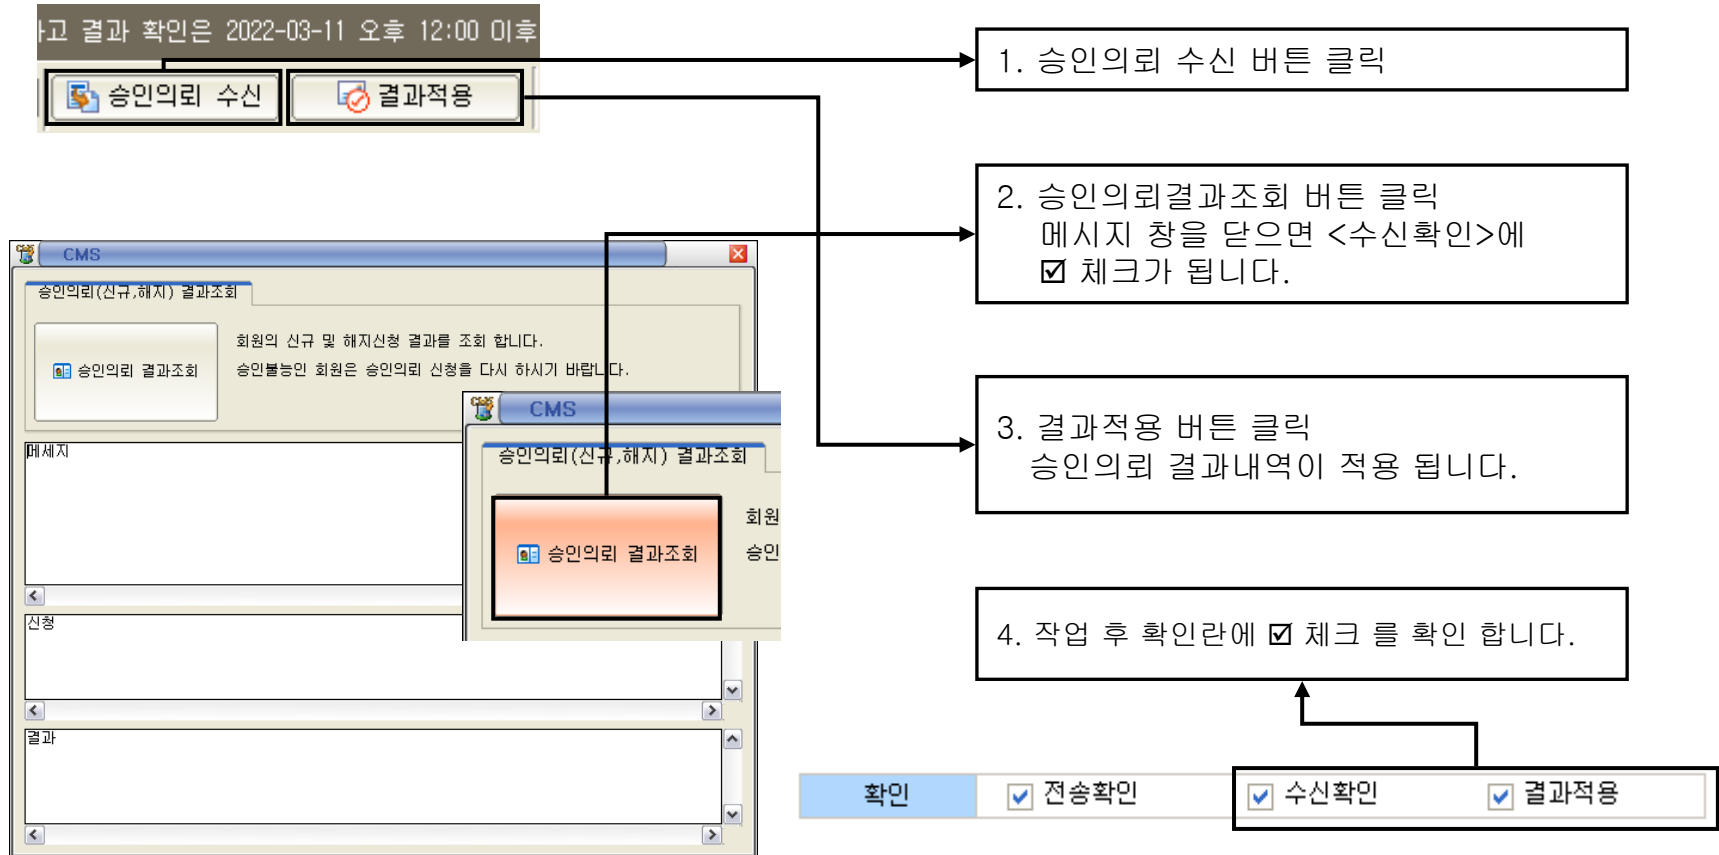 하고 결과 확인은 2022-03-11 오후 12:00 이후
승인의뢰 수신
결과적용
1. 승인의뢰 수신 버튼 클릭
2. 승인의뢰결과조회 버튼 클릭
메시지 창을 닫으면 <수신확인>에
☑ 체크가 됩니다.
CMS
승인의뢰(신규,해지) 결과조회
승인의뢰 결과조회
회원의 신규 및 해지신청 결과를 조회 합니다.
승인불능인 회원은 승인의뢰 신청을 다시 하시기 바랍니다.
메세지
신청
결과
CMS
승인의뢰(신규,해지) 결과조회
승인의뢰 결과조회
회원
승인
3. 결과적용 버튼 클릭
승인의뢰 결과내역이 적용 됩니다.
4. 작업 후 확인란에 ☑ 체크 를 확인 합니다.
확인
전송확인
수신확인
결과적용